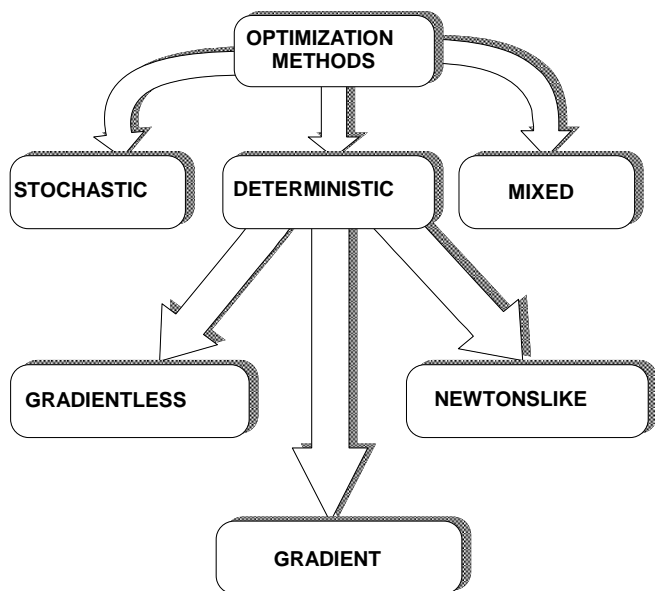 OPTIMIZATION
METHODS
STOCHASTIC
DETERMINISTIC
MIXED
GRADIENTLESS
NEWTONSLIKE
GRADIENT